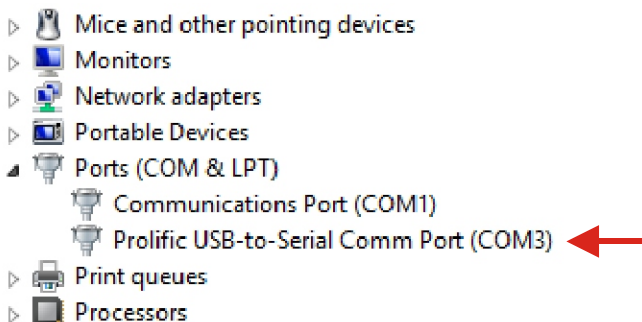 Mice and other pointing devices
Monitors
Network adapters
Portable Devices
Ports (COM & LPT)
Communications Port (COM1)
Prolific USB-to-Serial Comm Port (COM3)
Print queues
Processors